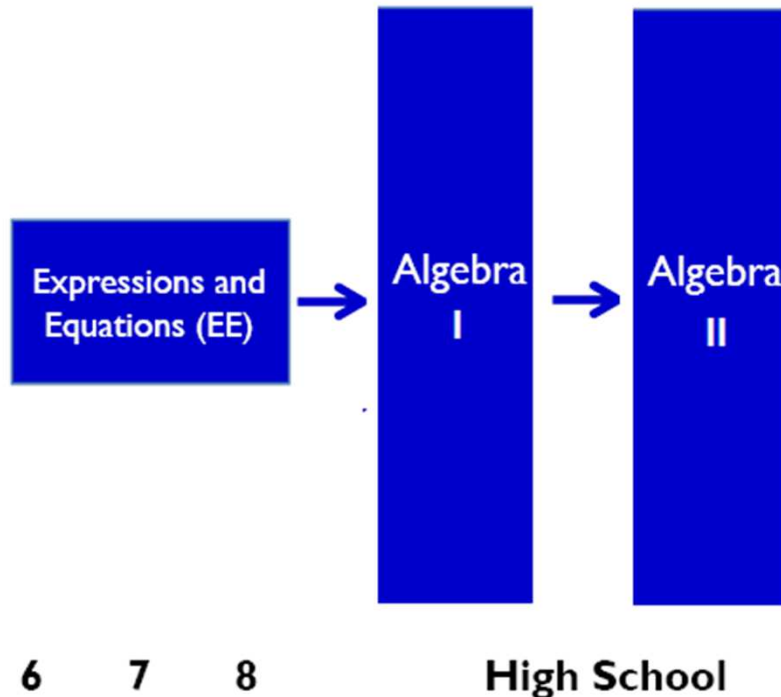 Expressions and
Equations (EE)
Algebra
I
Algebra
II
6 7 8
High School